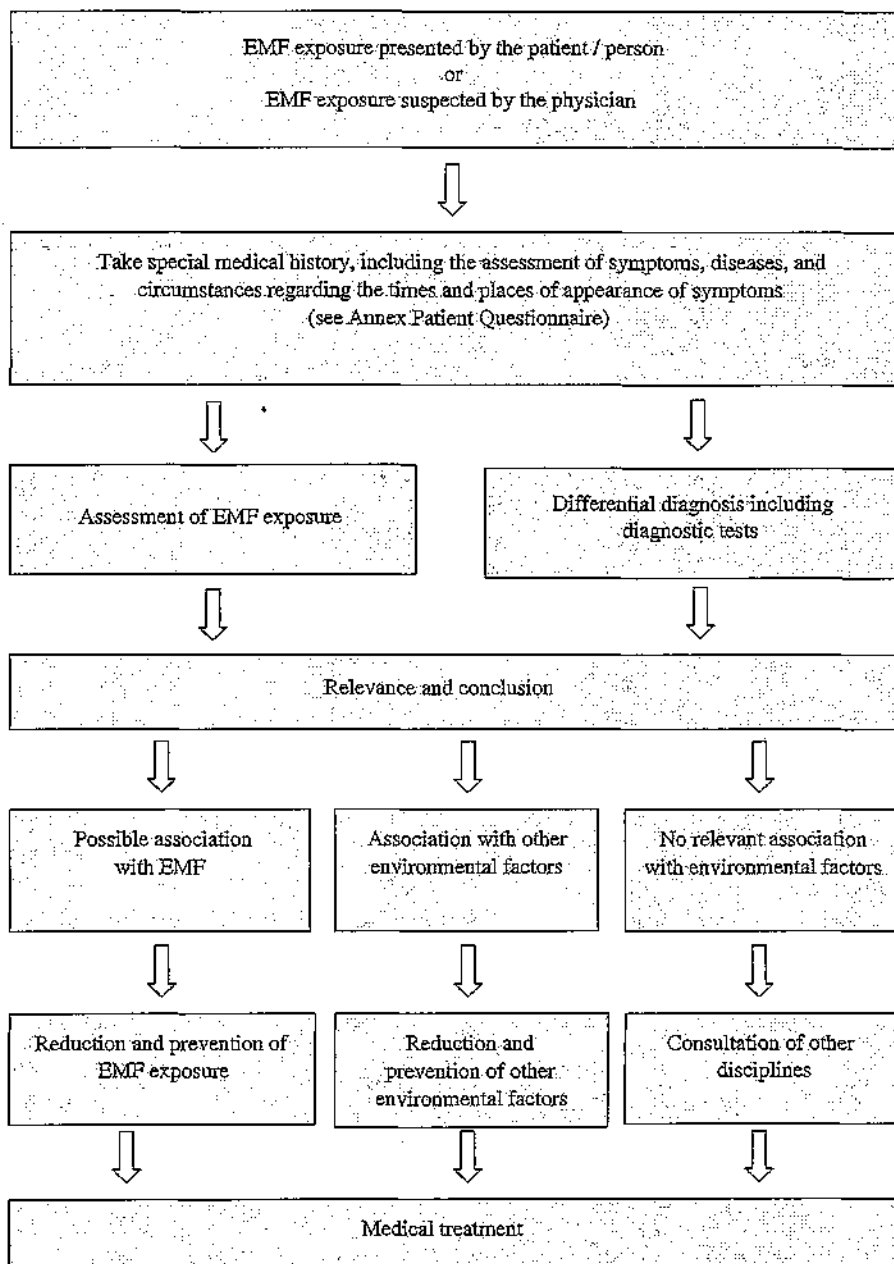 EMF exposure presented by the patient / person
or
EMF exposure suspected by the physician
Take special medical history, including the assessment of symptoms, diseases, and
circumstances regarding the times and places of appearance of symptoms
(see Annex Patient Questionnaire)
Assessment of EMF exposure
Differential diagnosis including
diagnostic tests
Relevance and conclusion
Possible association
with EMF
Association with other
environmental factors
No relevant association
with environmental factors
Reduction and prevention of
EMF exposure
Reduction and
prevention of other
environmental factors
Consultation of other
disciplines
Medical treatment